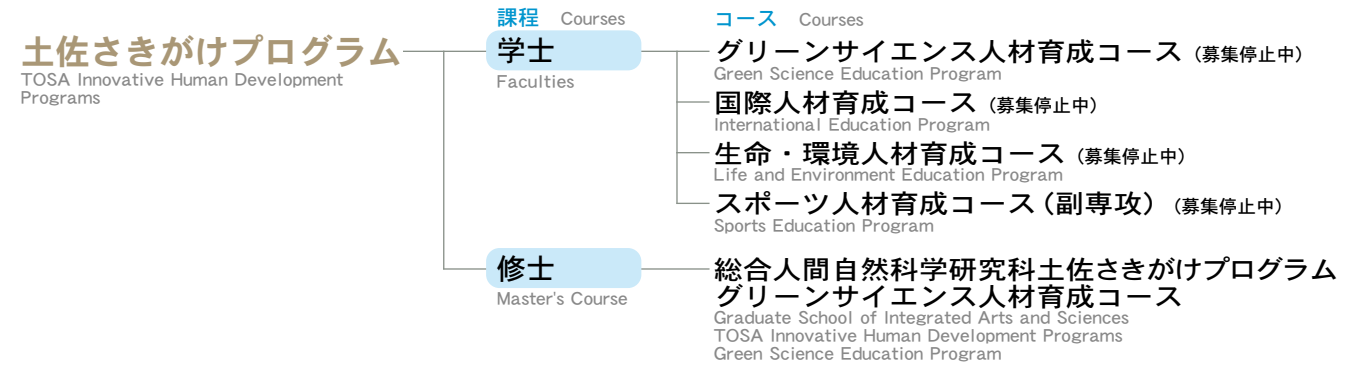 土佐さきがけプログラム
TOSA Innovative Human Development
Programs
課程 Courses
学士
Faculties
コース Courses
グリーンサイエンス人材育成コース（募集停止中）
Green Science Education Program
国際人材育成コース（募集停止中）
International Education Program
生命・環境人材育成コース（募集停止中）
Life and Environment Education Program
スポーツ人材育成コース（副専攻）（募集停止中）
Sports Education Program
修士
Master's Course
総合人間自然科学研究科土佐さきがけプログラム
グリーンサイエンス人材育成コース
Graduate School of Integrated Arts and Sciences
TOSA Innovative Human Development Programs
Green Science Education Program